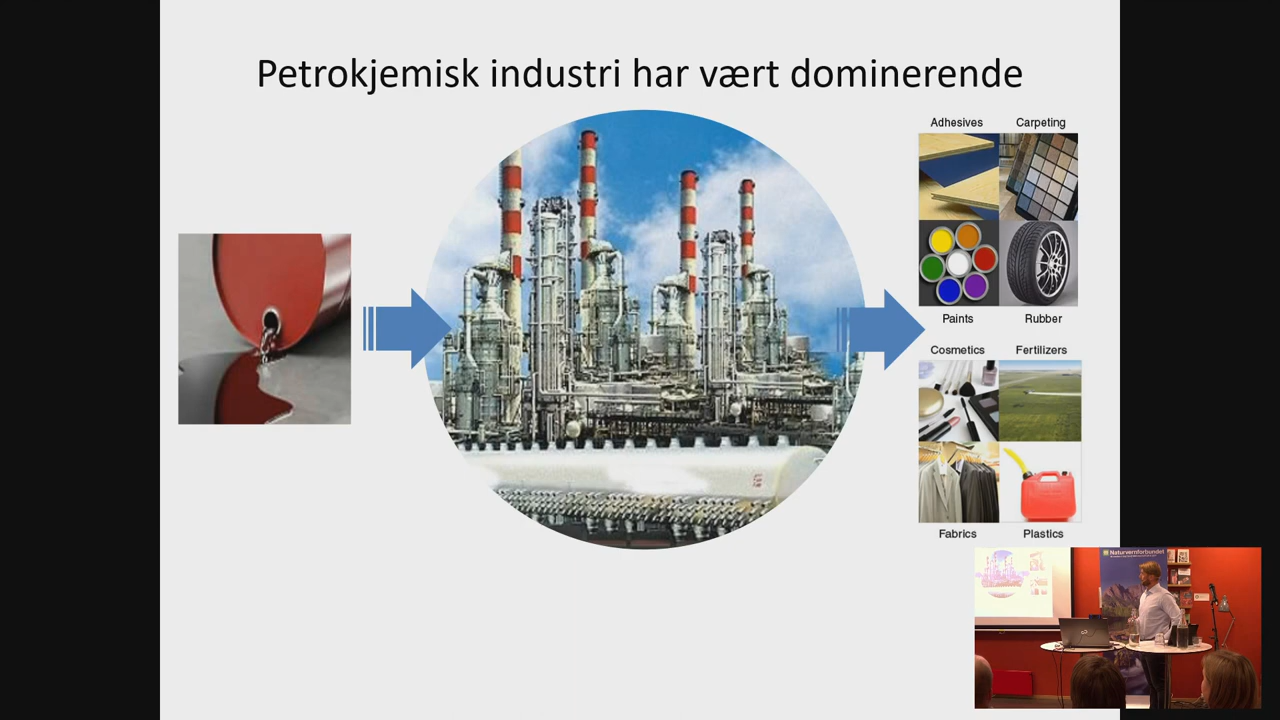 Petrokjemisk industri har vært dominerende
Adhesives Carpeting
Paints Rubber
Cosmetics Fertilizers
Fabrics Plastics
Naturvernforbundet